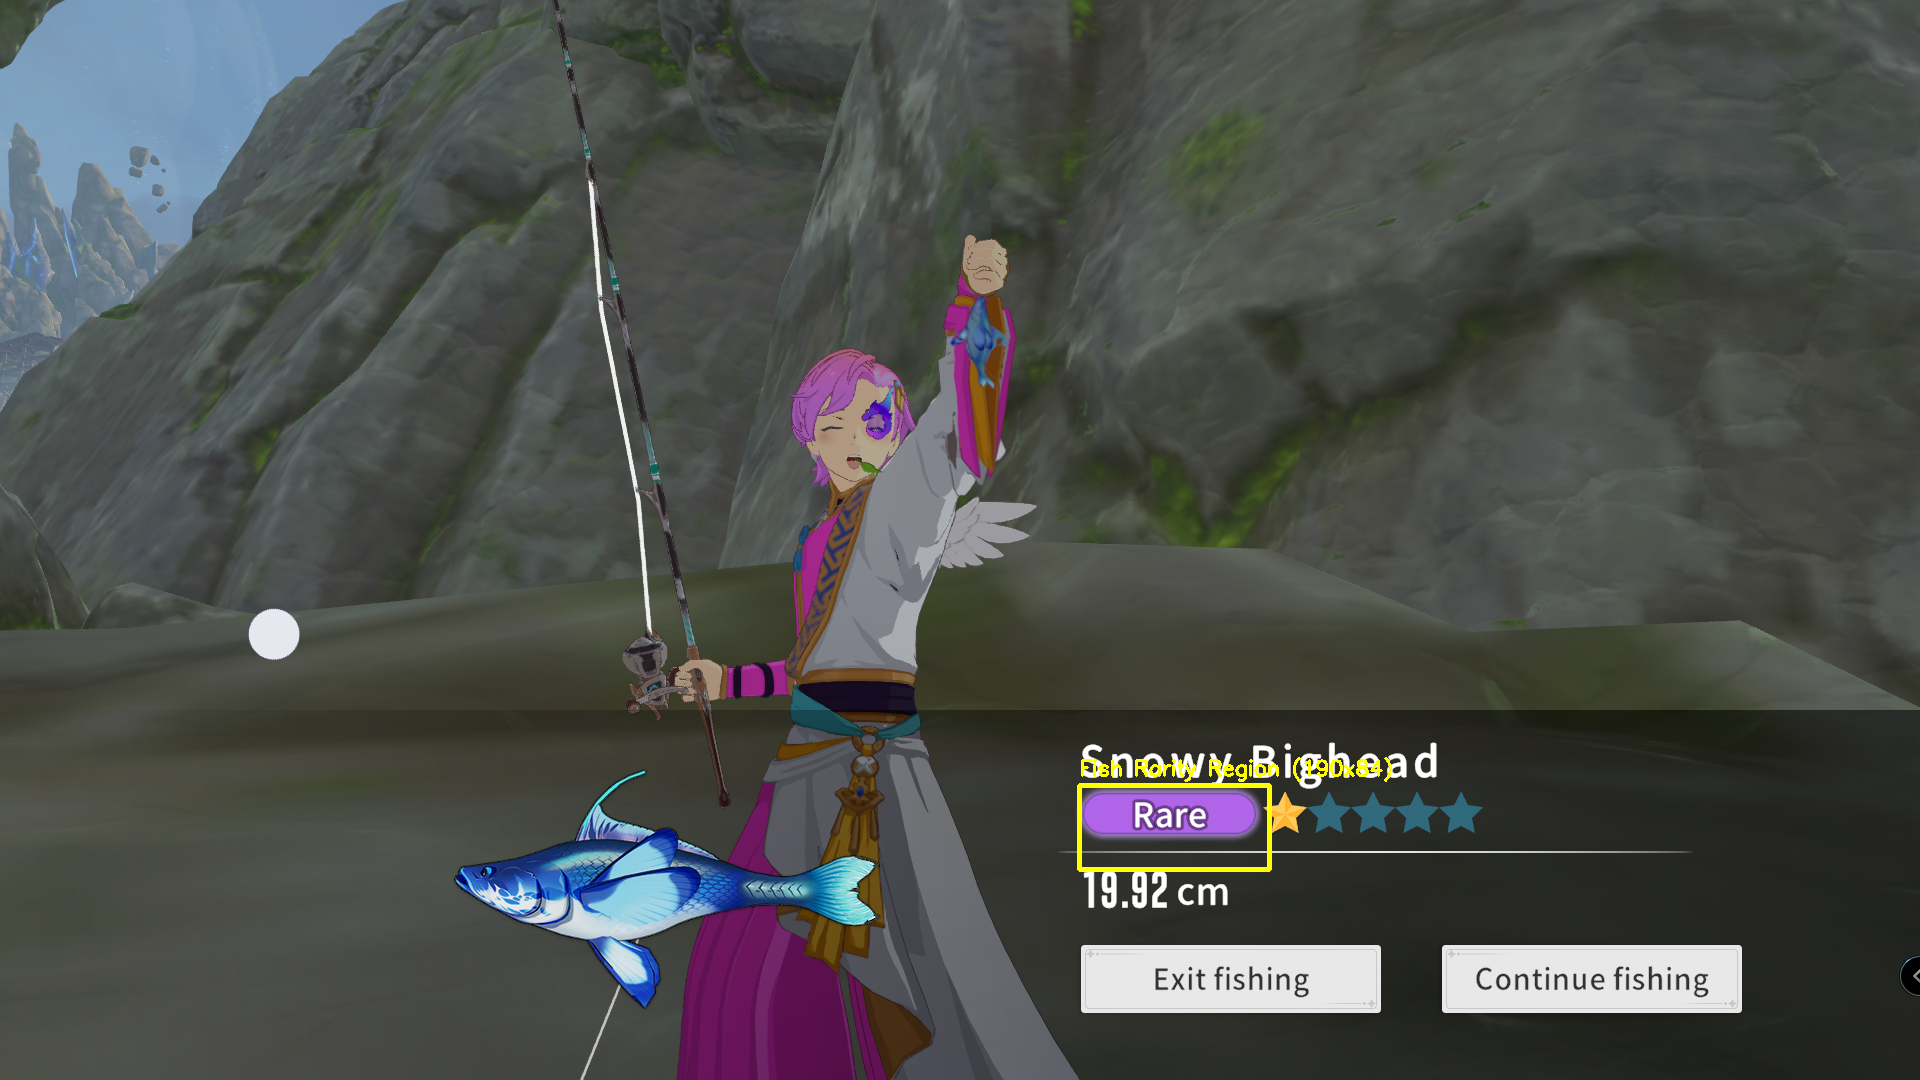 Snowy Bighead
Fish Rarity Region (190x84)
Rare
19.92 cm
Exit fishing
Continue fishing